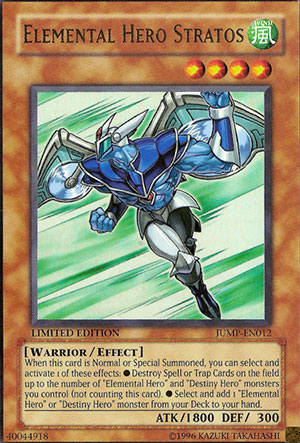 ELEMENTAL HERO STRATOS
WIND
風
LIMITED EDITION JUMP-EN012
[WARRIOR / EFFECT]
When this card is Normal or Special Summoned, you can select and
activate 1 of these effects: ● Destroy Spell or Trap Cards on the field
up to the number of "Elemental Hero" and "Destiny Hero" monsters
you control (not counting this card). ● Select and add 1 "Elemental
Hero" or "Destiny Hero" monster from your Deck to your hand.
ATK/1800 DEF/ 300
40044918 ©1996 KAZUKI TAKAHASHI